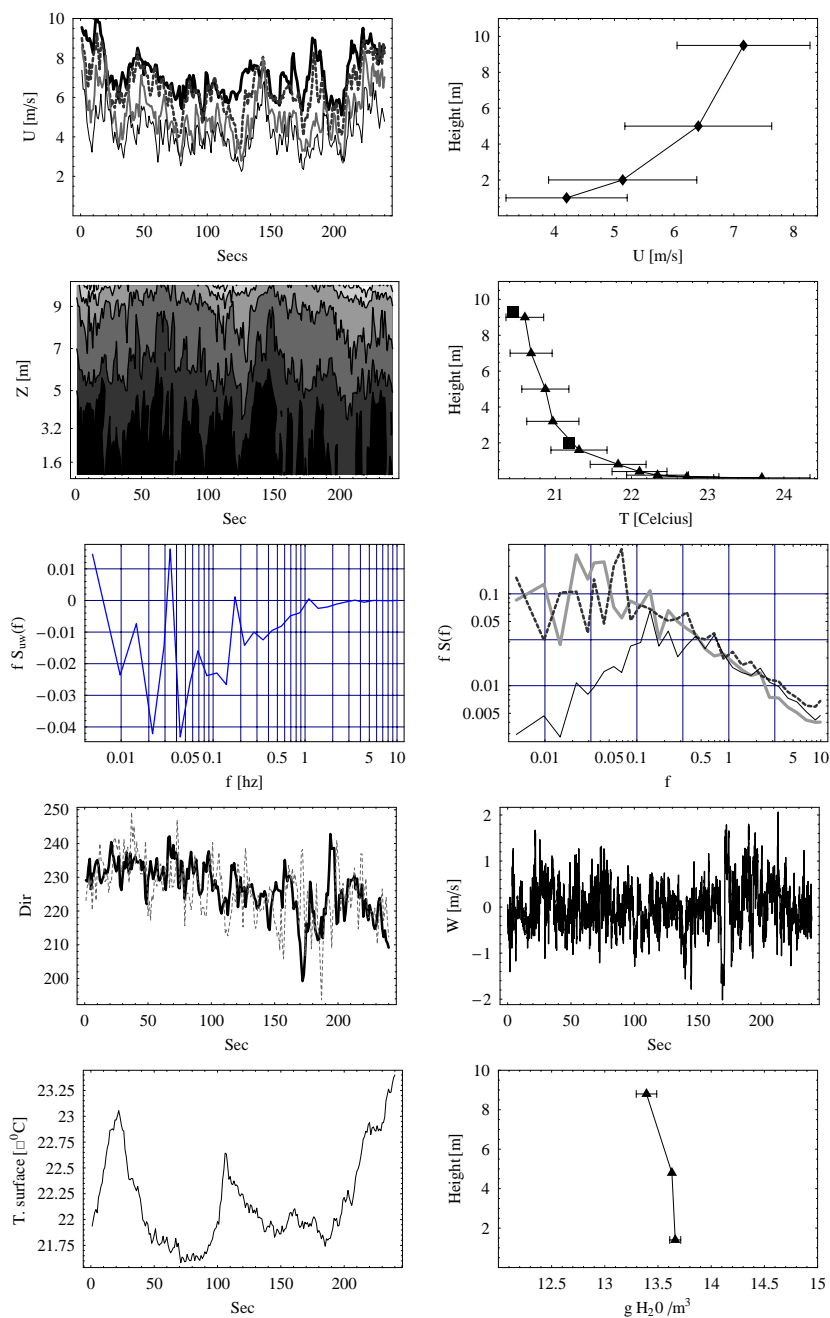 10
8
6
4
2
U [m/s]
0 50 100 150 200
Secs
10
8
6
4
2
Height [m]
4 5 6 7 8
U [m/s]
9
7
5
3.2
1.6
Z [m]
0 50 100 150 200
Sec
10
8
6
4
2
Height [m]
21 22 23 24
T [Celcius]
0.01
0
−0.01
−0.02
−0.03
−0.04
f Suw(f)
0.01 0.05 0.1 0.5 1 5 10
f [hz]
0.1
0.05
0.01
0.005
f S(f)
0.01 0.05 0.1 0.5 1 5 10
f
250
240
230
220
210
200
Dir
0 50 100 150 200
Sec
2
1
0
−1
−2
W [m/s]
0 50 100 150 200
Sec
23.25
23
22.75
22.5
22.25
22
21.75
T. surface [□⁰C]
0 50 100 150 200
Sec
10
8
6
4
2
Height [m]
12.5 13 13.5 14 14.5 15
g H₂0 /m³